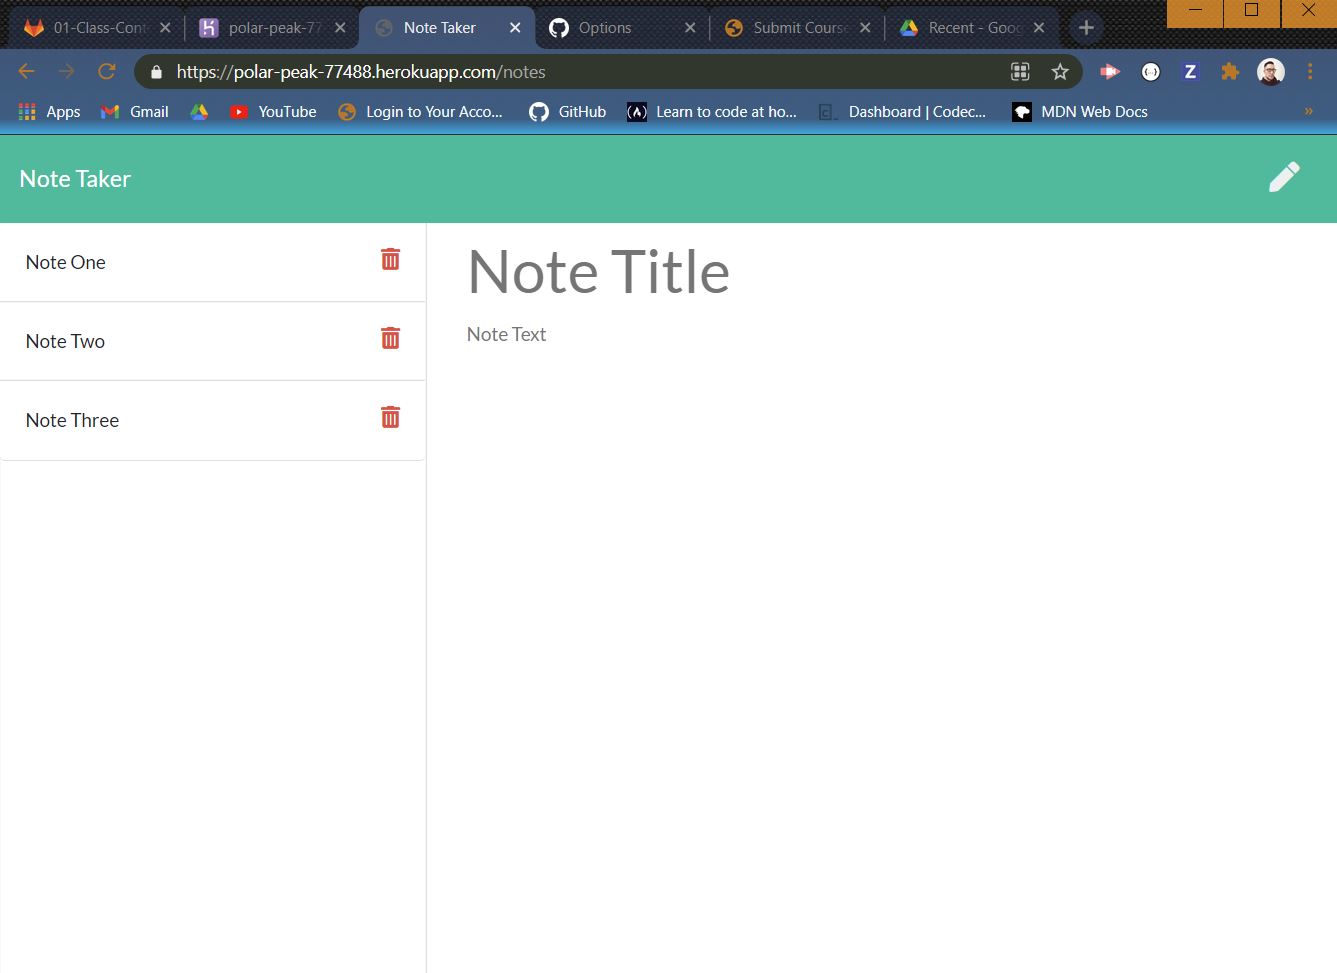 01-Class-Cont
polar-peak-77
Note Taker
Options
Submit Course
Recent - Goog
https://polar-peak-77488.herokuapp.com/notes
Apps
Gmail
YouTube
Login to Your Acco...
GitHub
Learn to code at ho...
Dashboard | Codec...
MDN Web Docs
Note Taker
Note One
Note Two
Note Three
Note Title
Note Text